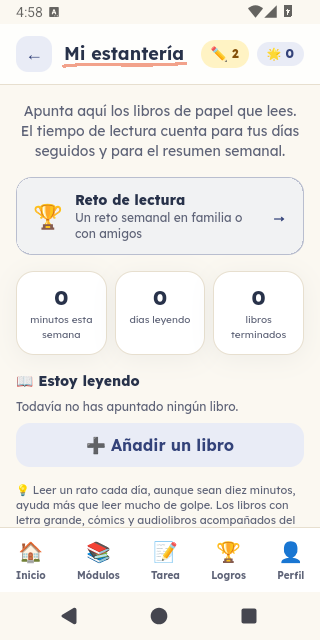 4:58
← Mi estantería ✏️ 2 🌟 0
Apunta aquí los libros de papel que lees.
El tiempo de lectura cuenta para tus días
seguidos y para el resumen semanal.
🏆 Reto de lectura
Un reto semanal en familia o
con amigos
→
0
minutos esta
semana
0
días leyendo
0
libros
terminados
📖 Estoy leyendo
Todavía no has apuntado ningún libro.
➕ Añadir un libro
💡 Leer un rato cada día, aunque sean diez minutos,
ayuda más que leer mucho de golpe. Los libros con
letra grande, cómics y audiolibros acompañados del
Inicio
Módulos
Tarea
Logros
Perfil